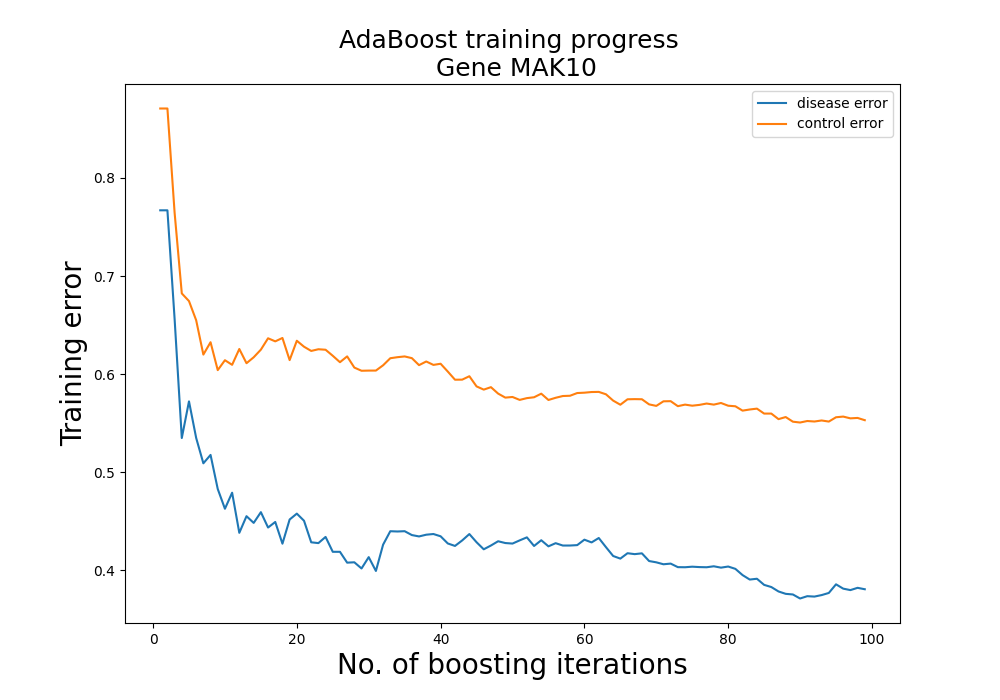 AdaBoost training progress
Gene MAK10
disease error
control error
Training error
0.8
0.7
0.6
0.5
0.4
0
20
40
60
80
100
No. of boosting iterations